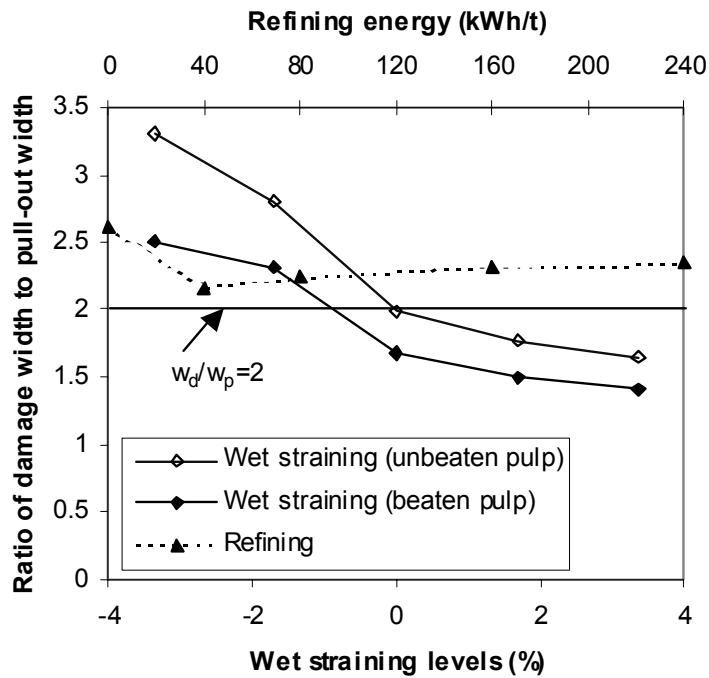 Refining energy (kWh/t)
0 40 80 120 160 200 240
Ratio of damage width to pull-out width
3.5
3
2.5
2
1.5
1
0.5
0
w_d/w_p=2
Wet straining (unbeaten pulp)
Wet straining (beaten pulp)
Refining
-4 -2 0 2 4
Wet straining levels (%)